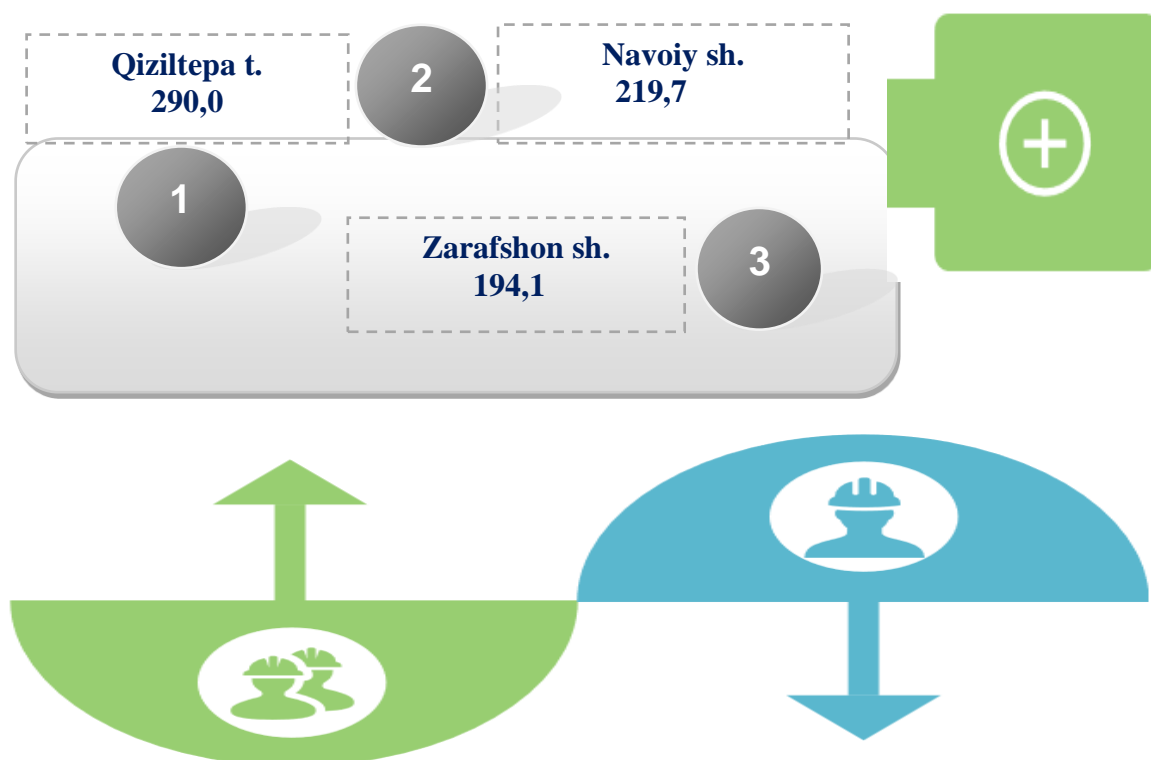 Qiziltepa t.
290,0
2
Navoiy sh.
219,7
1
Zarafshon sh.
194,1
3